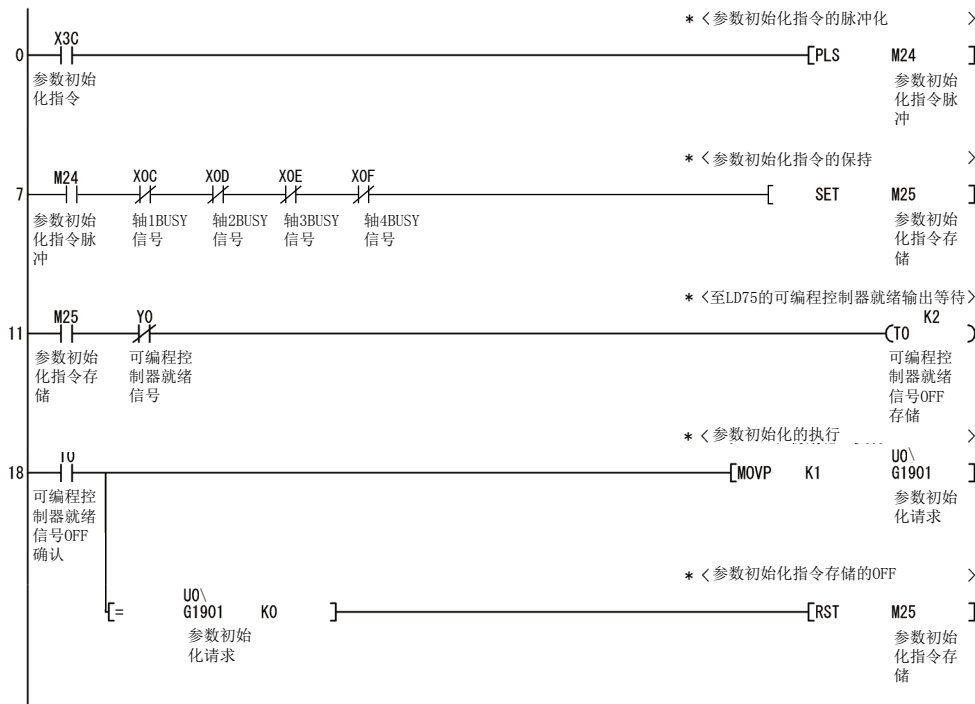 * <参数初始化指令的脉冲化 >
X3C
0 [PLS M24 ]
参数初始
化指令
参数初始
化指令脉
冲
* <参数初始化指令的保持 >
M24 X0C X0D X0E X0F
7 [ SET M25 ]
参数初始
化指令脉
冲
轴1BUSY
信号
轴2BUSY
信号
轴3BUSY
信号
轴4BUSY
信号
参数初始
化指令存
储
* <至LD75的可编程控制器就绪输出等待>
M25 Y0 K2
11 (T0 )
参数初始
化指令存
储
可编程控
制器就绪
信号
可编程控
制器就绪
信号OFF
存储
* <参数初始化的执行 >
T0 U0\
18 [MOVP K1 G1901 ]
可编程控
制器就绪
信号OFF
确认
参数初始
化请求
* <参数初始化指令存储的OFF >
U0\
[= G1901 K0 ] [RST M25 ]
参数初始
化请求
参数初始
化指令存
储